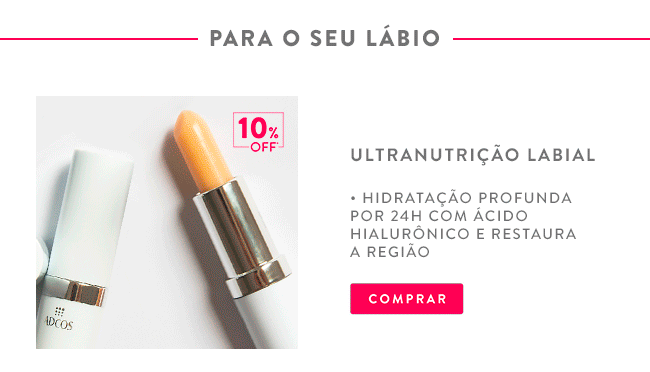 PARA O SEU LÁBIO
10%
OFF*
ULTRANUTRIÇÃO LABIAL
• HIDRATAÇÃO PROFUNDA
POR 24H COM ÁCIDO
HIALURÔNICO E RESTAURA
A REGIÃO
COMPRAR
ADCOS